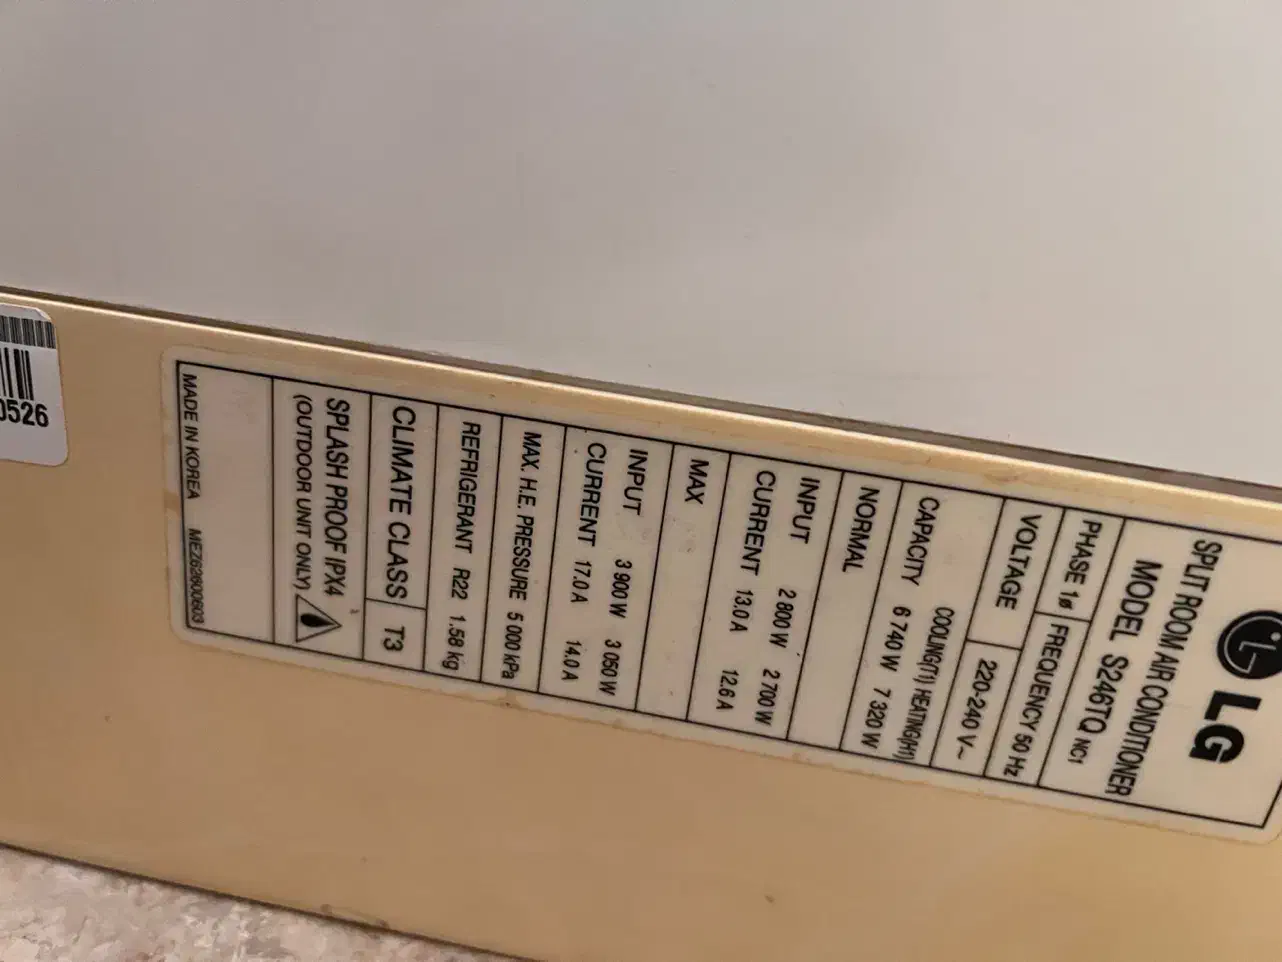 LG
SPLIT ROOM AIR CONDITIONER
MODEL S246TQ NC1
PHASE 1ø FREQUENCY 50 Hz
VOLTAGE 220-240 V~
COOLING(T1) HEATING(H1)
CAPACITY 6 740 W 7 320 W
NORMAL
INPUT 2 800 W 2 700 W
CURRENT 13.0 A 12.6 A
MAX
INPUT 3 900 W 3 050 W
CURRENT 17.0 A 14.0 A
MAX. H.E. PRESSURE 5 000 kPa
REFRIGERANT R22 1.58 kg
CLIMATE CLASS T3
SPLASH PROOF IPX4
(OUTDOOR UNIT ONLY)
MADE IN KOREA MEZ62600603
0526